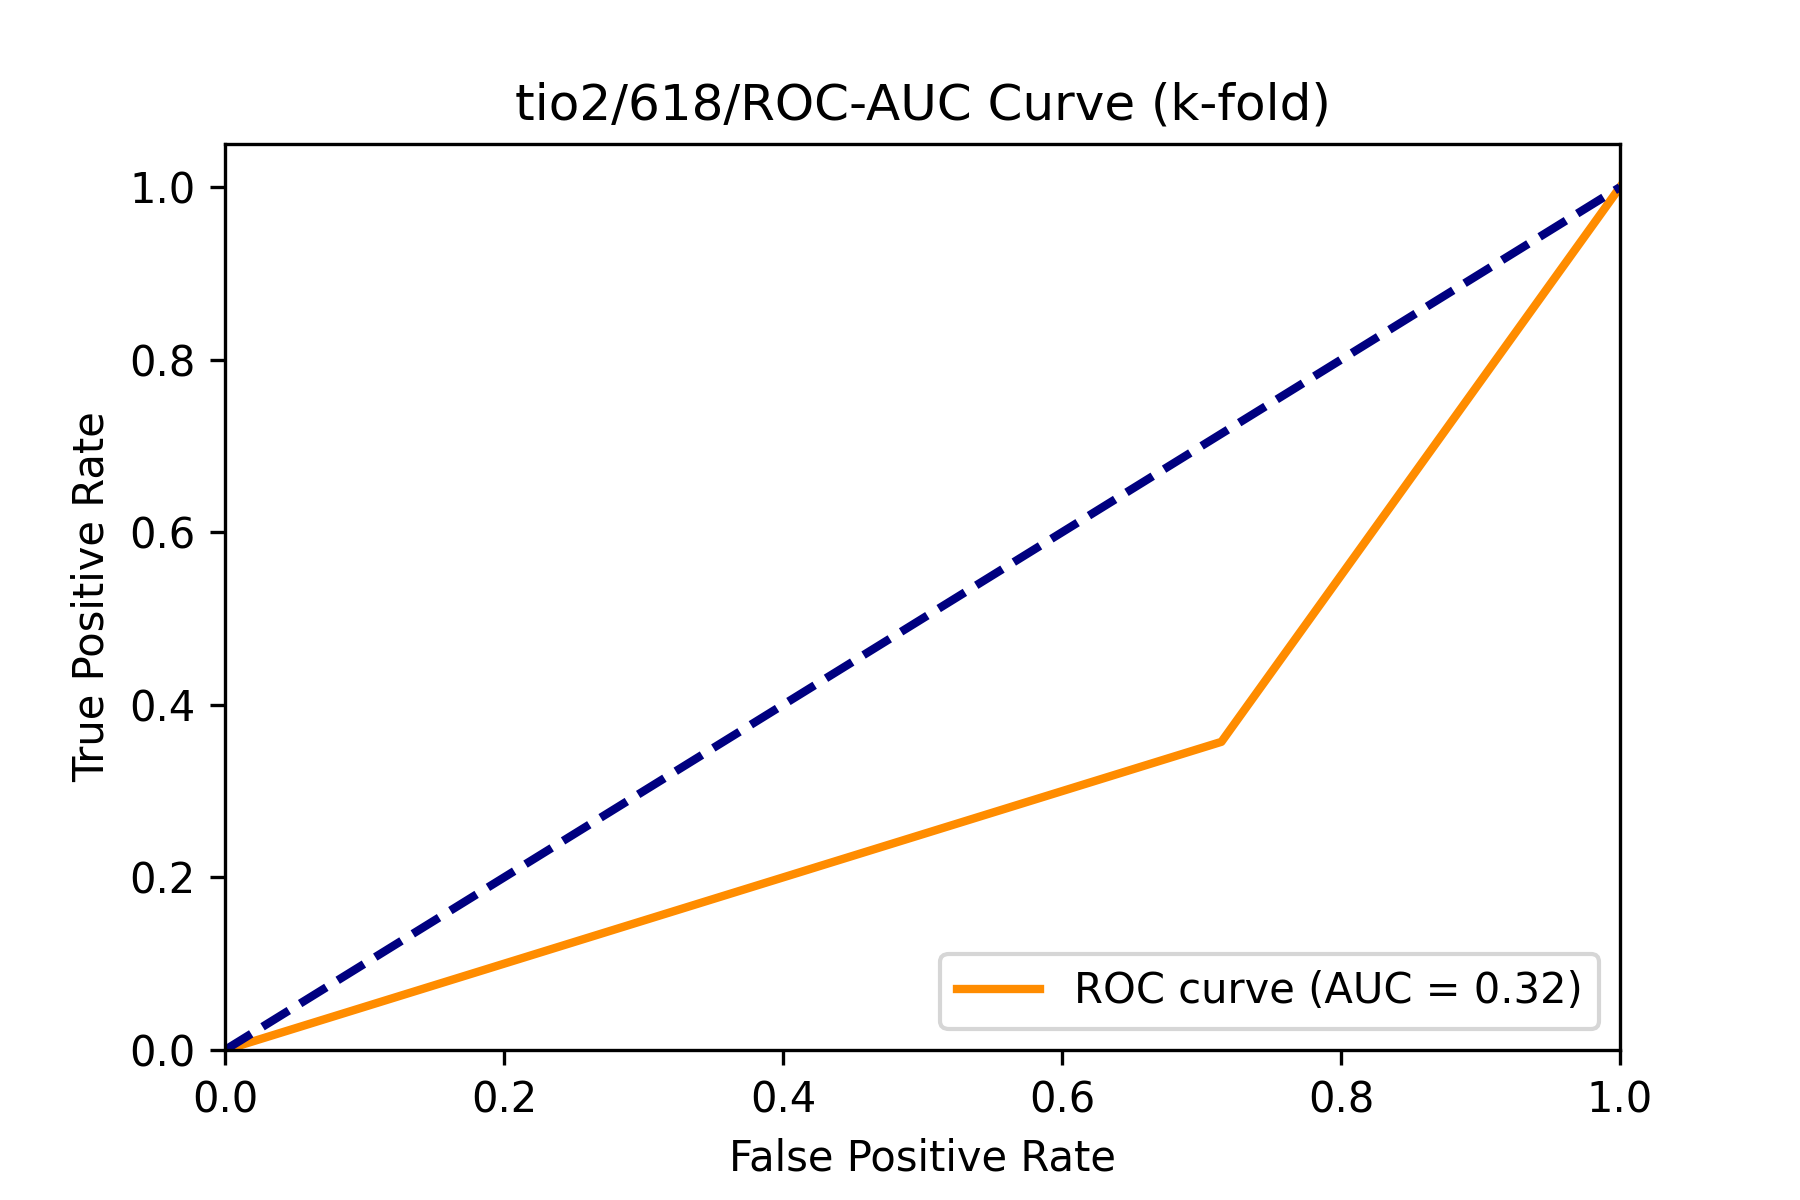 tio2/618/ROC-AUC Curve (k-fold)
True Positive Rate
1.0
0.8
0.6
0.4
0.2
0.0
ROC curve (AUC = 0.32)
0.0 0.2 0.4 0.6 0.8 1.0
False Positive Rate